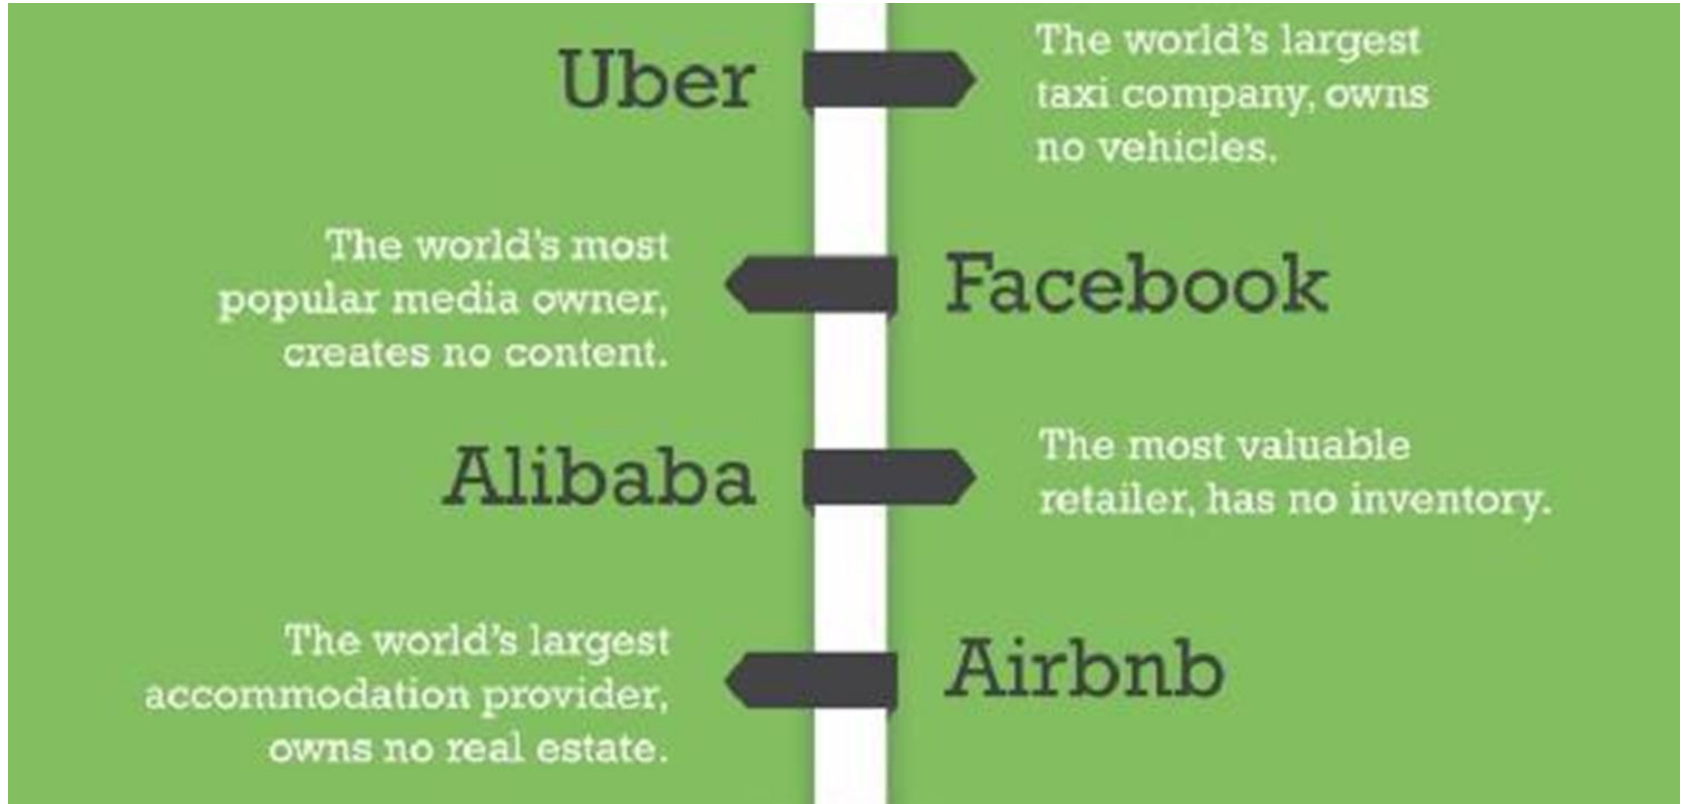 Uber
The world's largest
taxi company, owns
no vehicles.
The world's most
popular media owner,
creates no content.
Facebook
Alibaba
The most valuable
retailer, has no inventory.
The world's largest
accommodation provider,
owns no real estate.
Airbnb